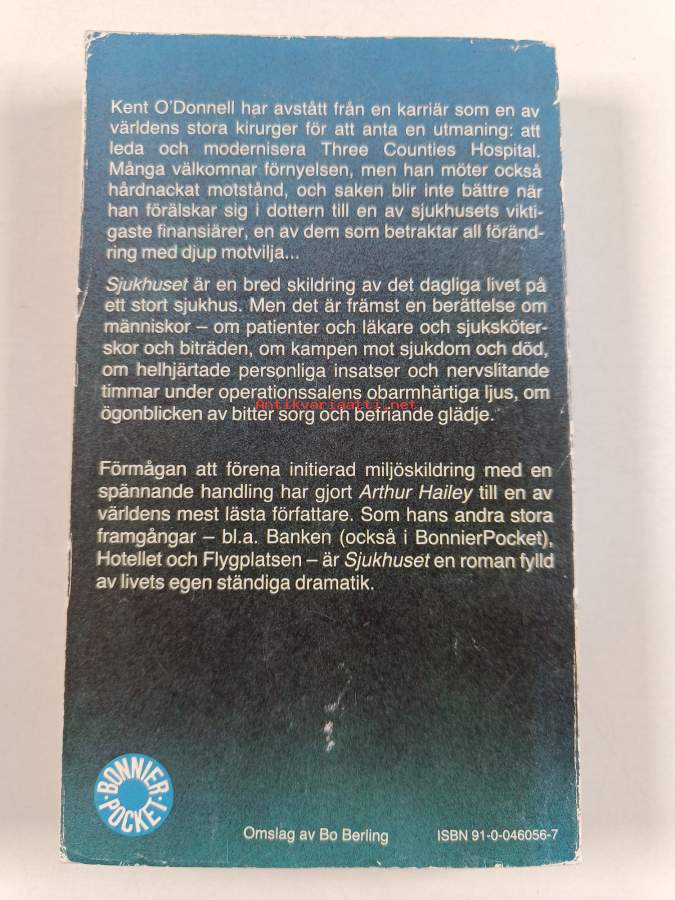 Kent O'Donnell har avstått från en karriär som en av
världens stora kirurger för att anta en utmaning: att
leda och modernisera Three Counties Hospital.
Många välkomnar förnyelsen, men han möter också
hårdnackat motstånd, och saken blir inte bättre när
han förälskar sig i dottern till en av sjukhusets vikti-
gaste finansiärer, en av dem som betraktar all föränd-
ring med djup motvilja...
Sjukhuset är en bred skildring av det dagliga livet på
ett stort sjukhus. Men det är främst en berättelse om
människor – om patienter och läkare och sjuksköter-
skor och biträden, om kampen mot sjukdom och död,
om helhjärtade personliga insatser och nervslitande
timmar under operationssalens obarmhärtiga ljus, om
Antikvariaatti.net
ögonblicken av bitter sorg och befriande glädje.
Förmågan att förena initierad miljöskildring med en
spännande handling har gjort Arthur Hailey till en av
världens mest lästa författare. Som hans andra stora
framgångar – bl.a. Banken (också i BonnierPocket),
Hotellet och Flygplatsen – är Sjukhuset en roman fylld
av livets egen ständiga dramatik.
BONNIER·
POCKET·
Omslag av Bo Berling
ISBN 91-0-046056-7